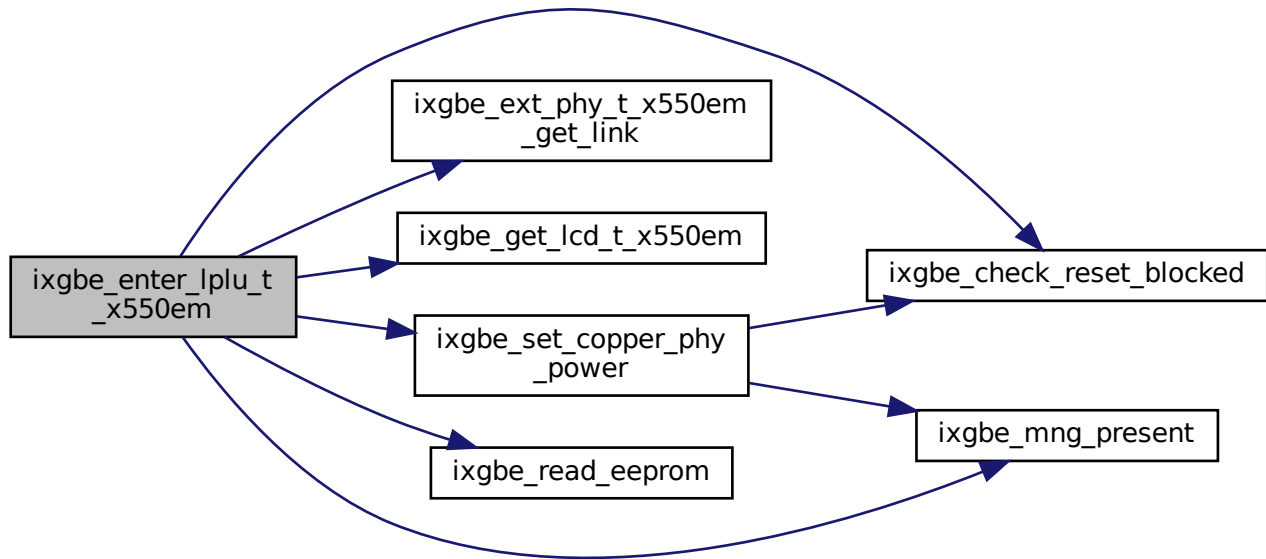 ixgbe_ext_phy_t_x550em
_get_link
ixgbe_get_lcd_t_x550em
ixgbe_enter_lplu_t
_x550em
ixgbe_check_reset_blocked
ixgbe_set_copper_phy
_power
ixgbe_mng_present
ixgbe_read_eeprom